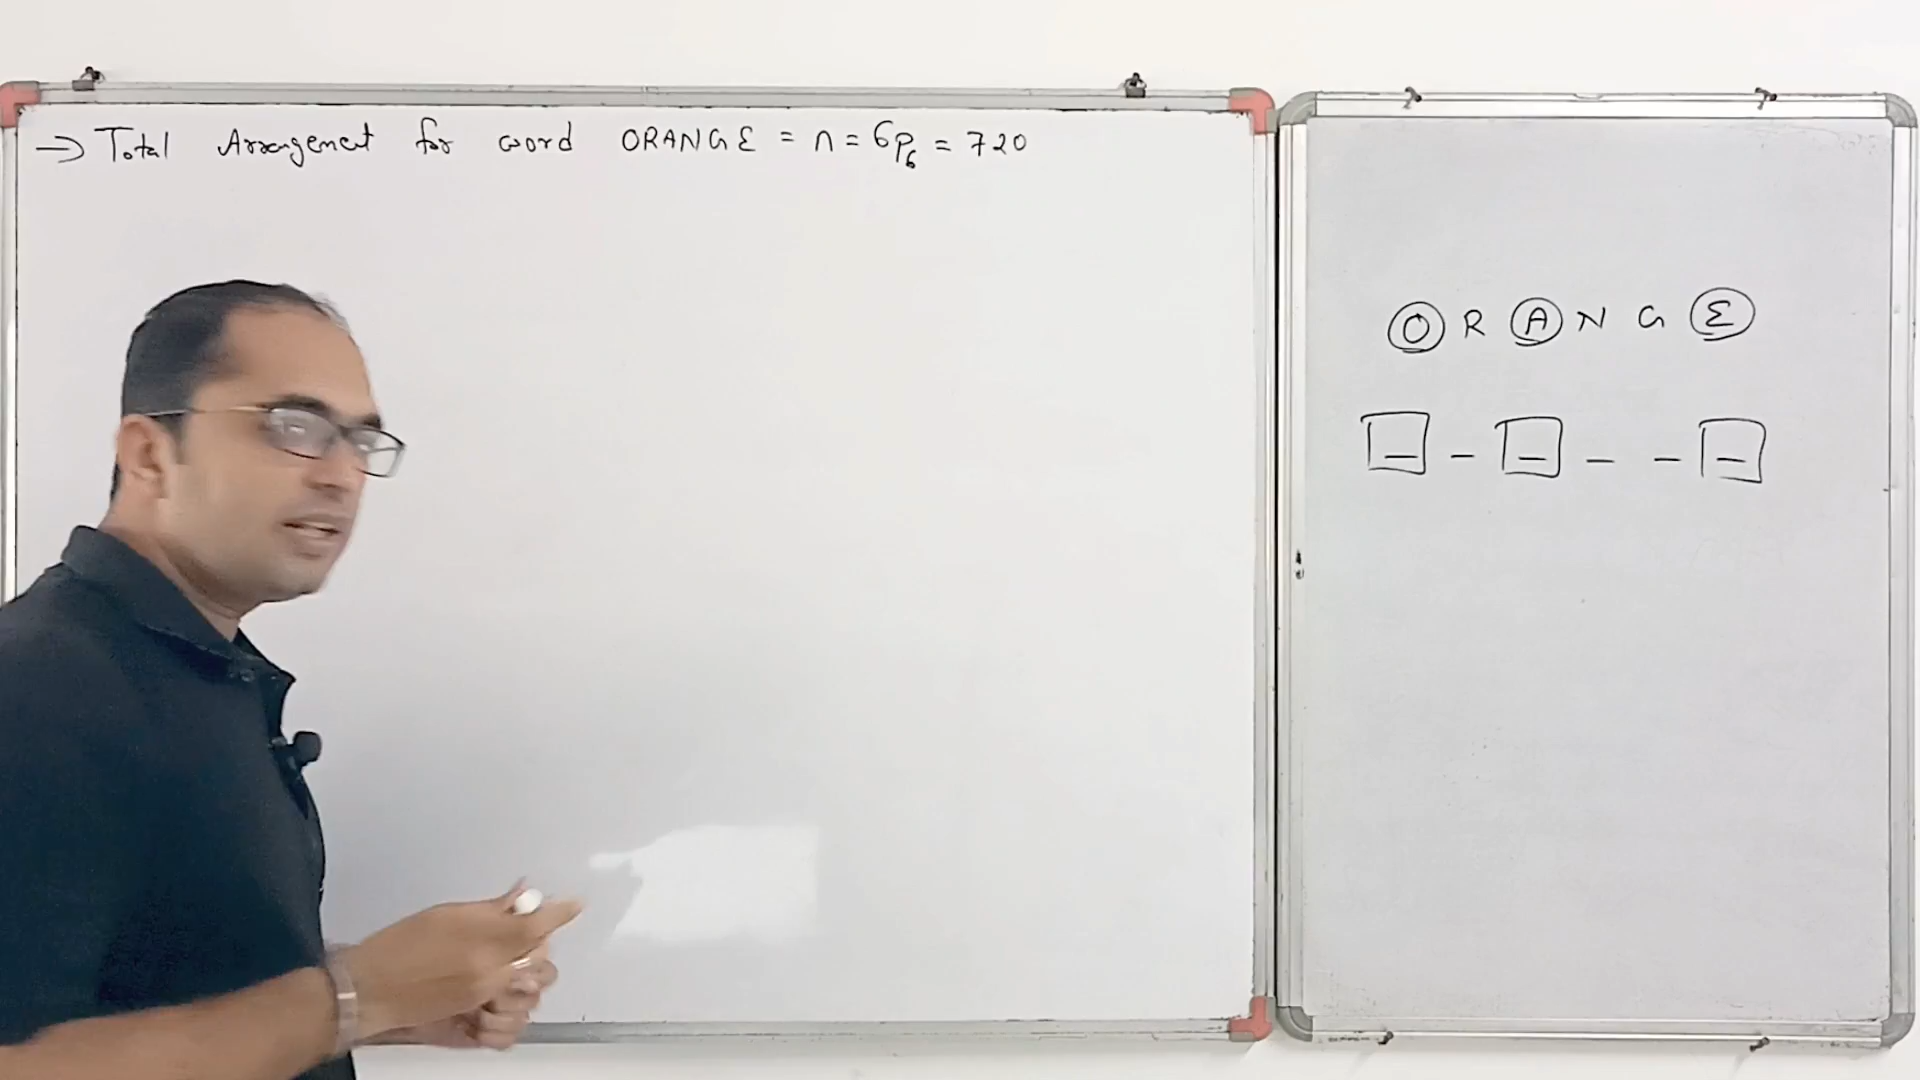 → Total Arrangement for word ORANGE = n = 6P6 = 720
O R A N G E
_ _ _ _ _ _